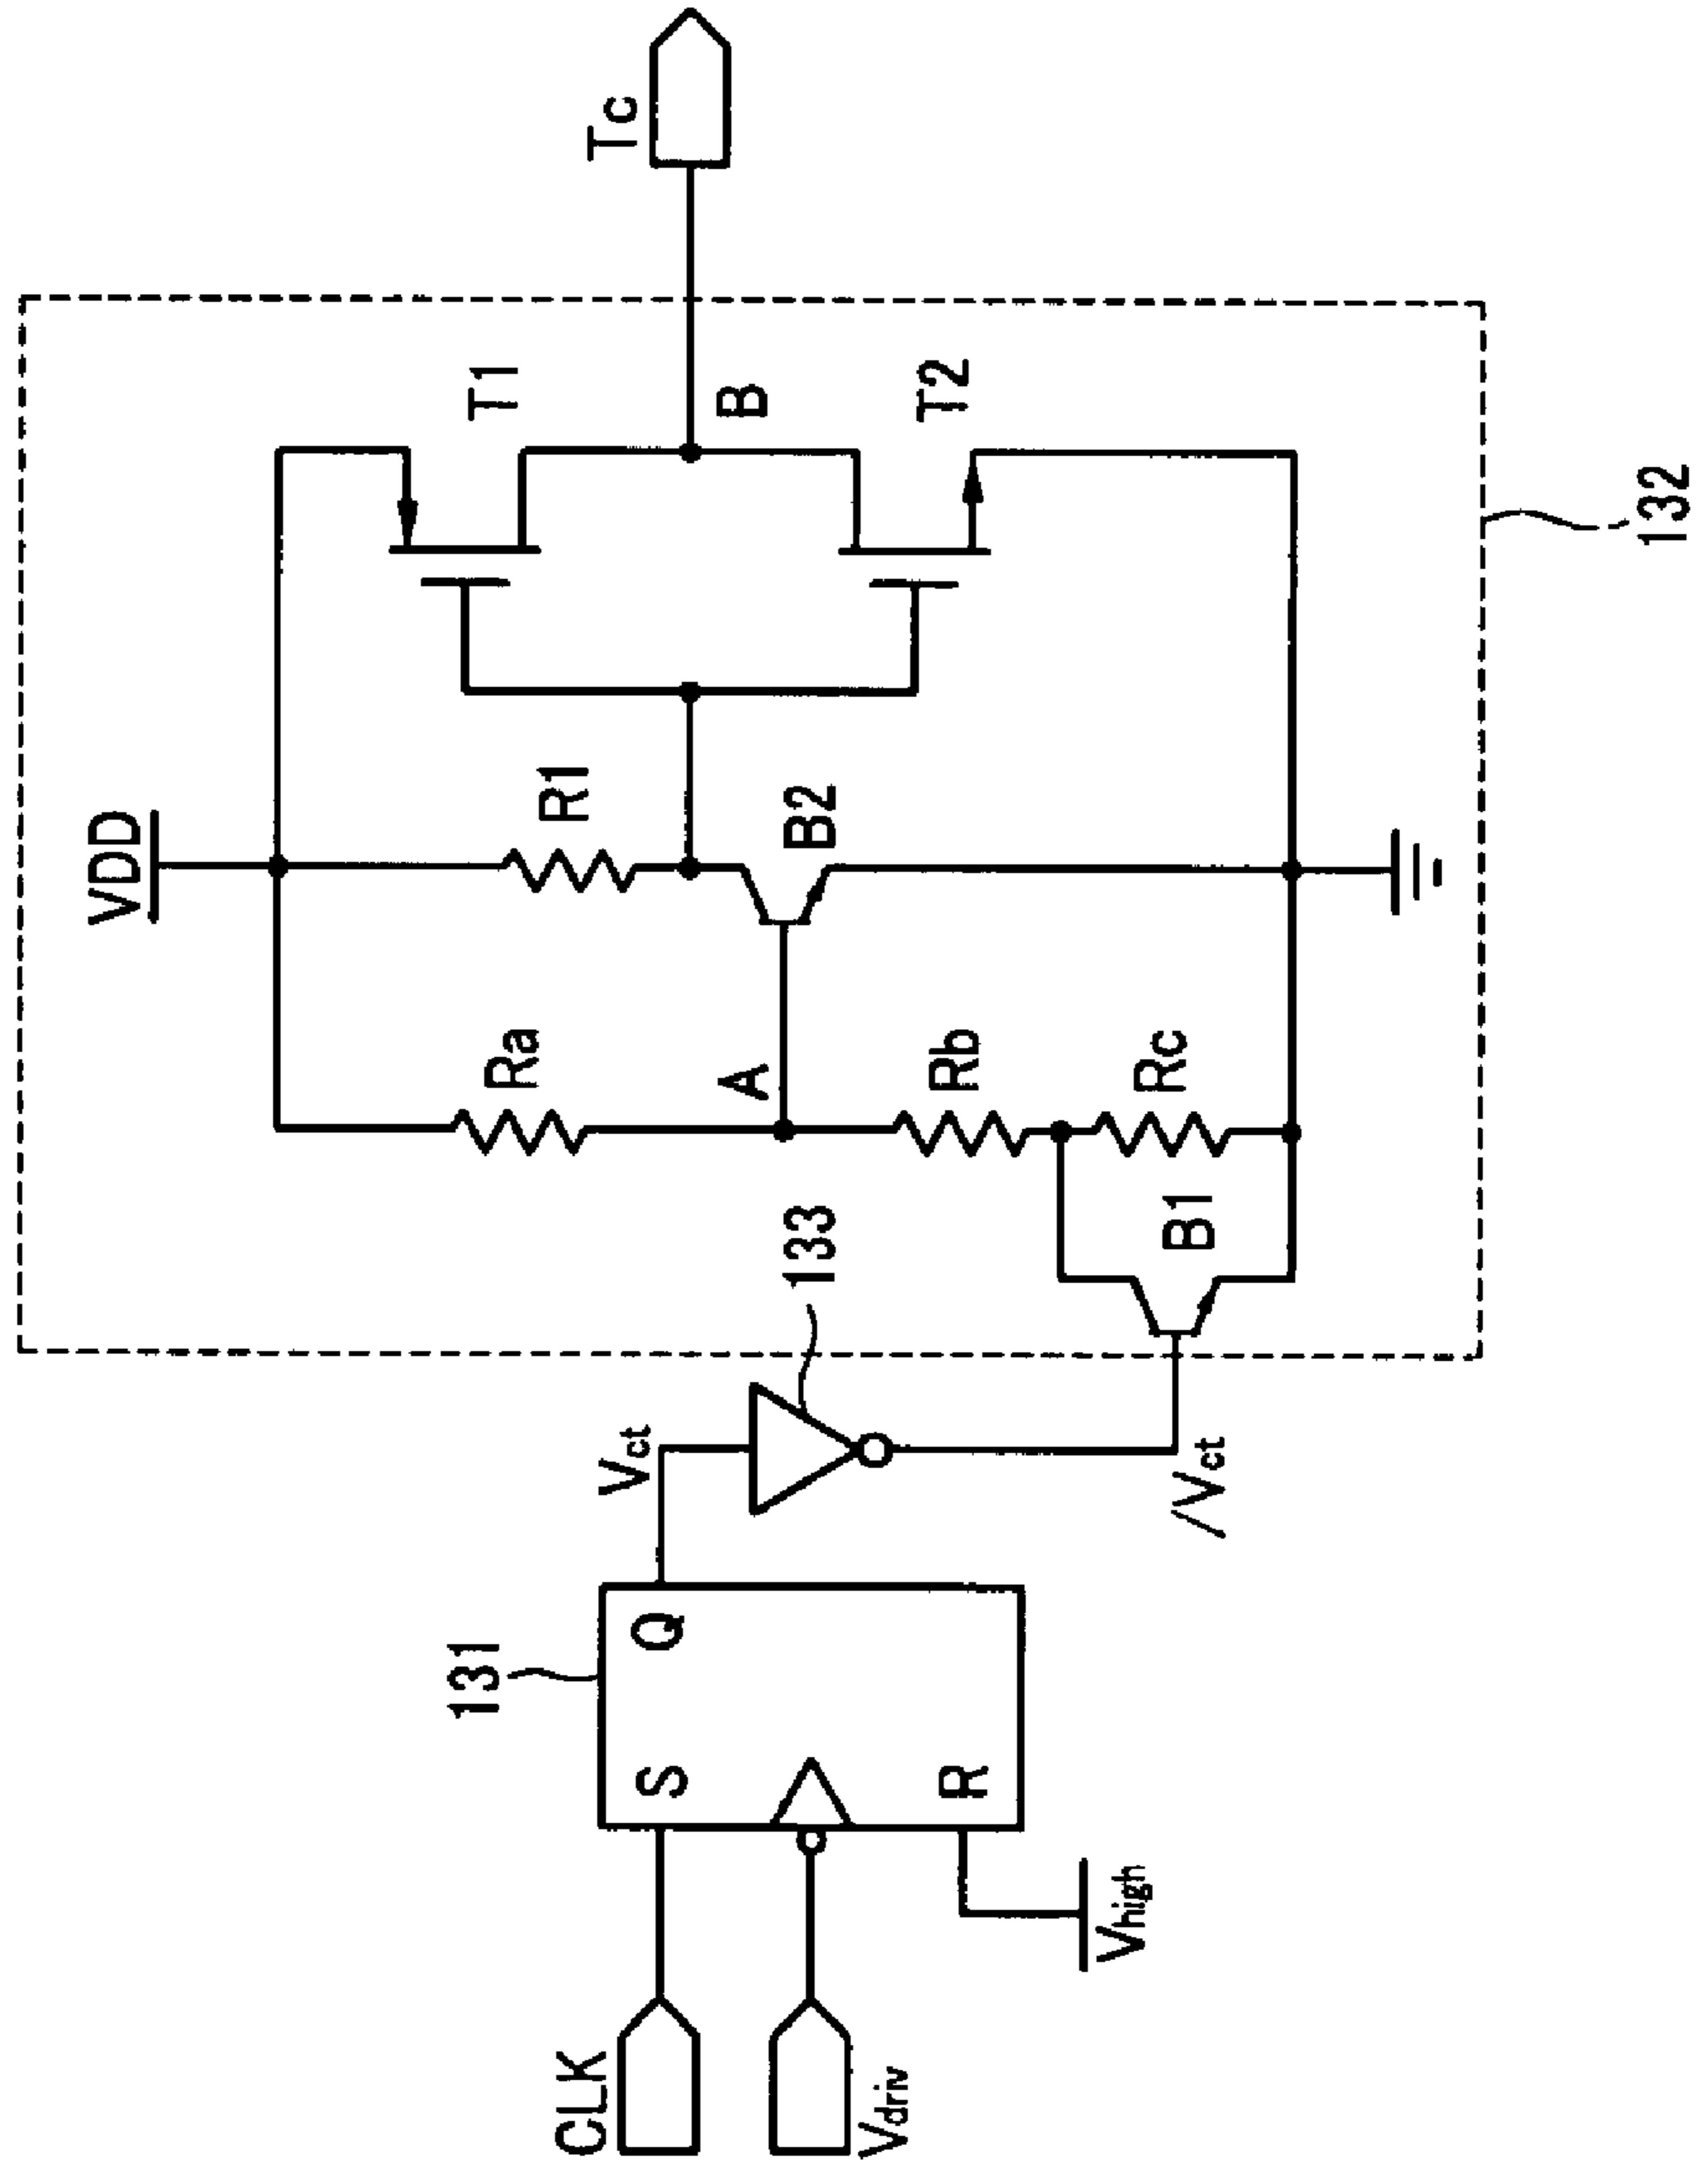 VDD
Ra
R1
T1
Tc
A
B
B2
T2
Rb
Rc
B1
133
132
131
Vct
/Vct
S
Q
R
CLK
Vdriv
Vhigh